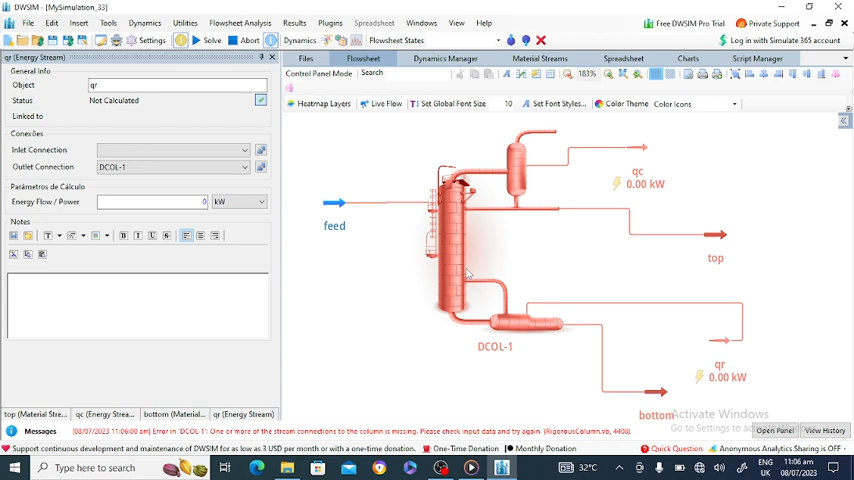 DWSIM - [MySimulation_33]
File Edit Insert Tools Dynamics Utilities Flowsheet Analysis Results Plugins Spreadsheet Windows View Help
Free DWSIM Pro Trial Private Support
Settings Solve Abort Dynamics Flowsheet States
Log in with Simulate 365 account
qr (Energy Stream)
General Info
Object qr
Status Not Calculated
Linked to
Conexões
Inlet Connection
Outlet Connection DCOL-1
Parâmetros de Cálculo
Energy Flow / Power 0 kW
Notes
B I U S
top (Material Stre... qc (Energy Strea... bottom (Material... qr (Energy Stream)
Files Flowsheet Dynamics Manager Material Streams Spreadsheet Charts Script Manager
Control Panel Mode Search 183%
Heatmap Layers Live Flow Set Global Font Size 10 Set Font Styles... Color Theme Color Icons
feed
qc
0.00 kW
top
DCOL-1
qr
0.00 kW
bottom
Activate Windows
Go to Settings to
Messages [08/07/2023 11:06:00 am] Error in 'DCOL-1': One or more of the stream connections to the column is missing. Please check input data and try again. (RigorousColumn.vb, 4408)
Open Panel View History
Support continuous development and maintenance of DWSIM for as low as 3 USD per month or with a one-time donation. One-Time Donation Monthly Donation Quick Question Anonymous Analytics Sharing is OFF
Type here to search
32°C
ENG
UK
11:06 am
08/07/2023